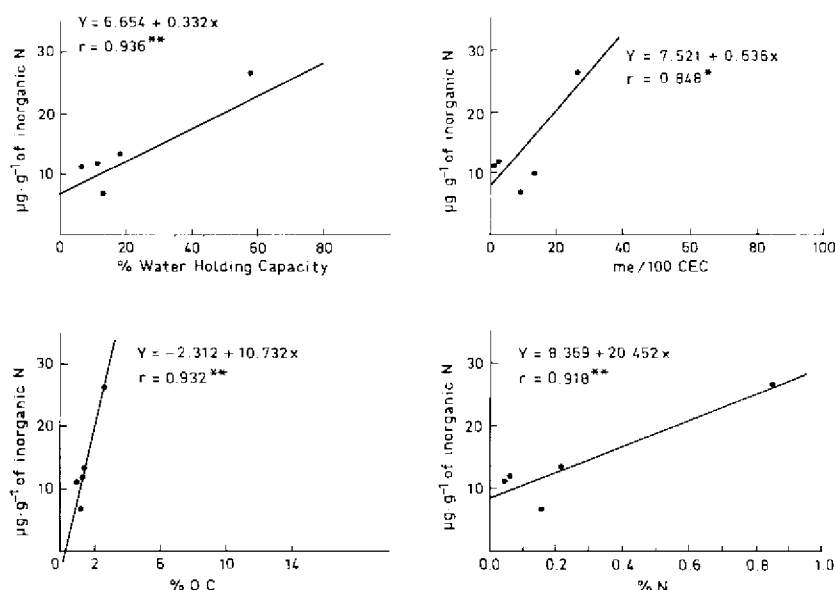 Y = 6.654 + 0.332x
r = 0.936**
µg·g⁻¹ of inorganic N
30
20
10
0 20 40 60 80
% Water Holding Capacity
Y = 7.521 + 0.636x
r = 0.848*
µg·g⁻¹ of inorganic N
30
20
10
0 20 40 60 80 100
me/100 CEC
Y = -2.312 + 10.732x
r = 0.932**
µg·g⁻¹ of inorganic N
30
20
10
0 2 6 10 14
% O C
Y = 8.369 + 20.452x
r = 0.918**
µg·g⁻¹ of inorganic N
30
20
10
0.0 0.2 0.4 0.6 0.8 1.0
% N